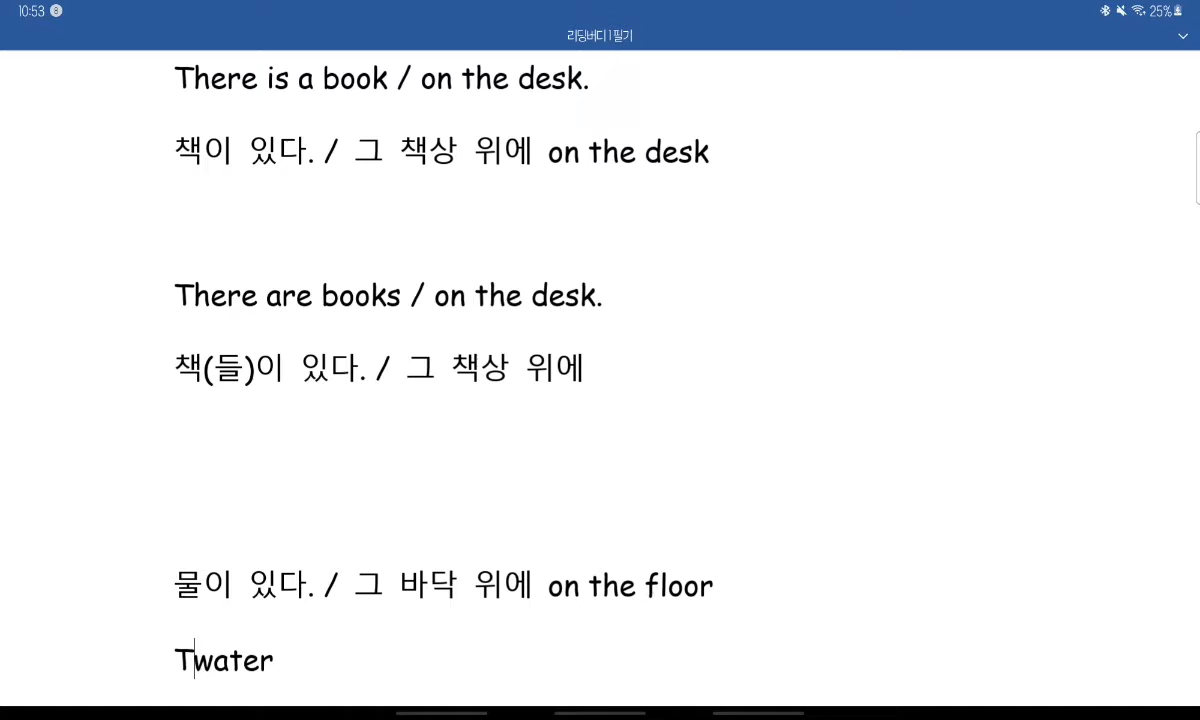 10:53 8 25%
리딩버디1필기
There is a book / on the desk.
책이 있다. / 그 책상 위에 on the desk
There are books / on the desk.
책(들)이 있다. / 그 책상 위에
물이 있다. / 그 바닥 위에 on the floor
Twater